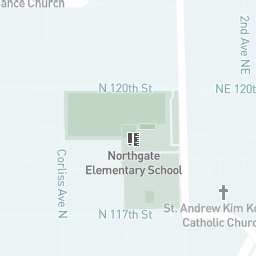 ance Church
2nd Ave NE
N 120th St
NE 120th
Northgate
Elementary School
Corliss Ave N
N 117th St
St. Andrew Kim Ko
Catholic Churc